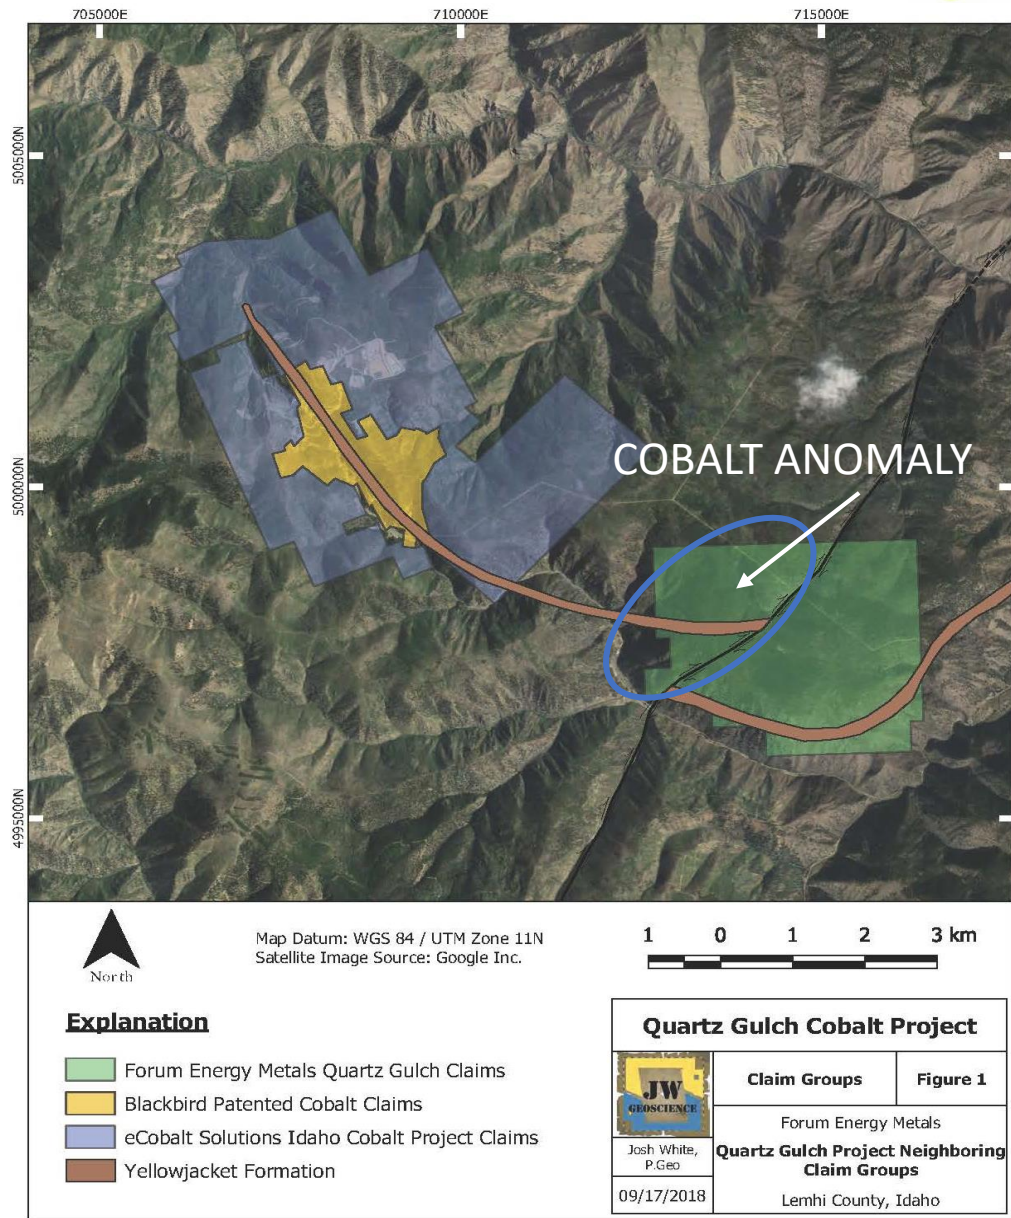 705000E
710000E
715000E
5005000N
5000000N
4995000N
COBALT ANOMALY
North
Map Datum: WGS 84 / UTM Zone 11N
Satellite Image Source: Google Inc.
1 0 1 2 3 km
Explanation
Forum Energy Metals Quartz Gulch Claims
Blackbird Patented Cobalt Claims
eCobalt Solutions Idaho Cobalt Project Claims
Yellowjacket Formation
Quartz Gulch Cobalt Project
JW
GEOSCIENCE
Claim Groups
Figure 1
Josh White,
P.Geo
09/17/2018
Forum Energy Metals
Quartz Gulch Project Neighboring
Claim Groups
Lemhi County, Idaho